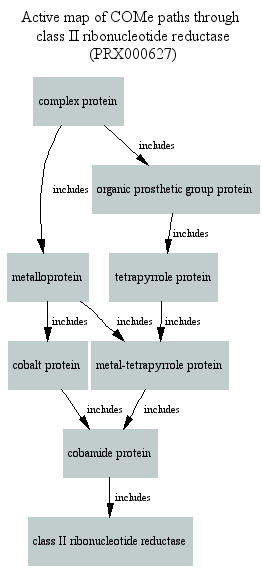 Active map of COMe paths through
class II ribonucleotide reductase
(PRX000627)
complex protein
includes
includes
organic prosthetic group protein
includes
metalloprotein
tetrapyrrole protein
includes
includes
includes
cobalt protein
metal-tetrapyrrole protein
includes
includes
cobamide protein
includes
class II ribonucleotide reductase